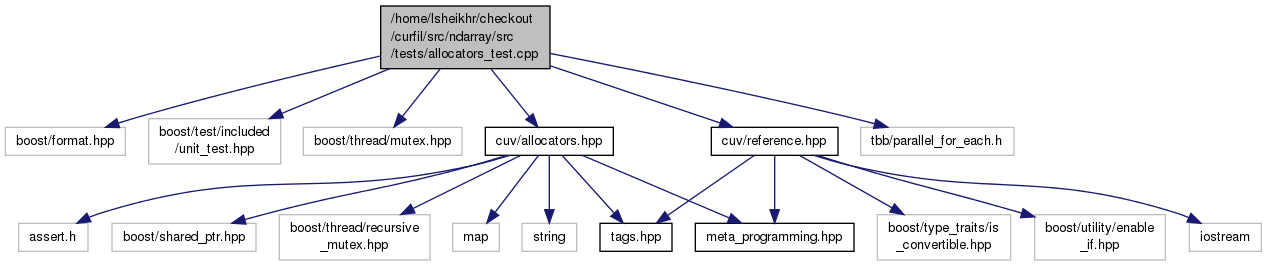 /home/lsheikhr/checkout
/curfil/src/ndarray/src
/tests/allocators_test.cpp
boost/format.hpp
boost/test/included
/unit_test.hpp
boost/thread/mutex.hpp
cuv/allocators.hpp
cuv/reference.hpp
tbb/parallel_for_each.h
assert.h
boost/shared_ptr.hpp
boost/thread/recursive
_mutex.hpp
map
string
tags.hpp
meta_programming.hpp
boost/type_traits/is
_convertible.hpp
boost/utility/enable
_if.hpp
iostream